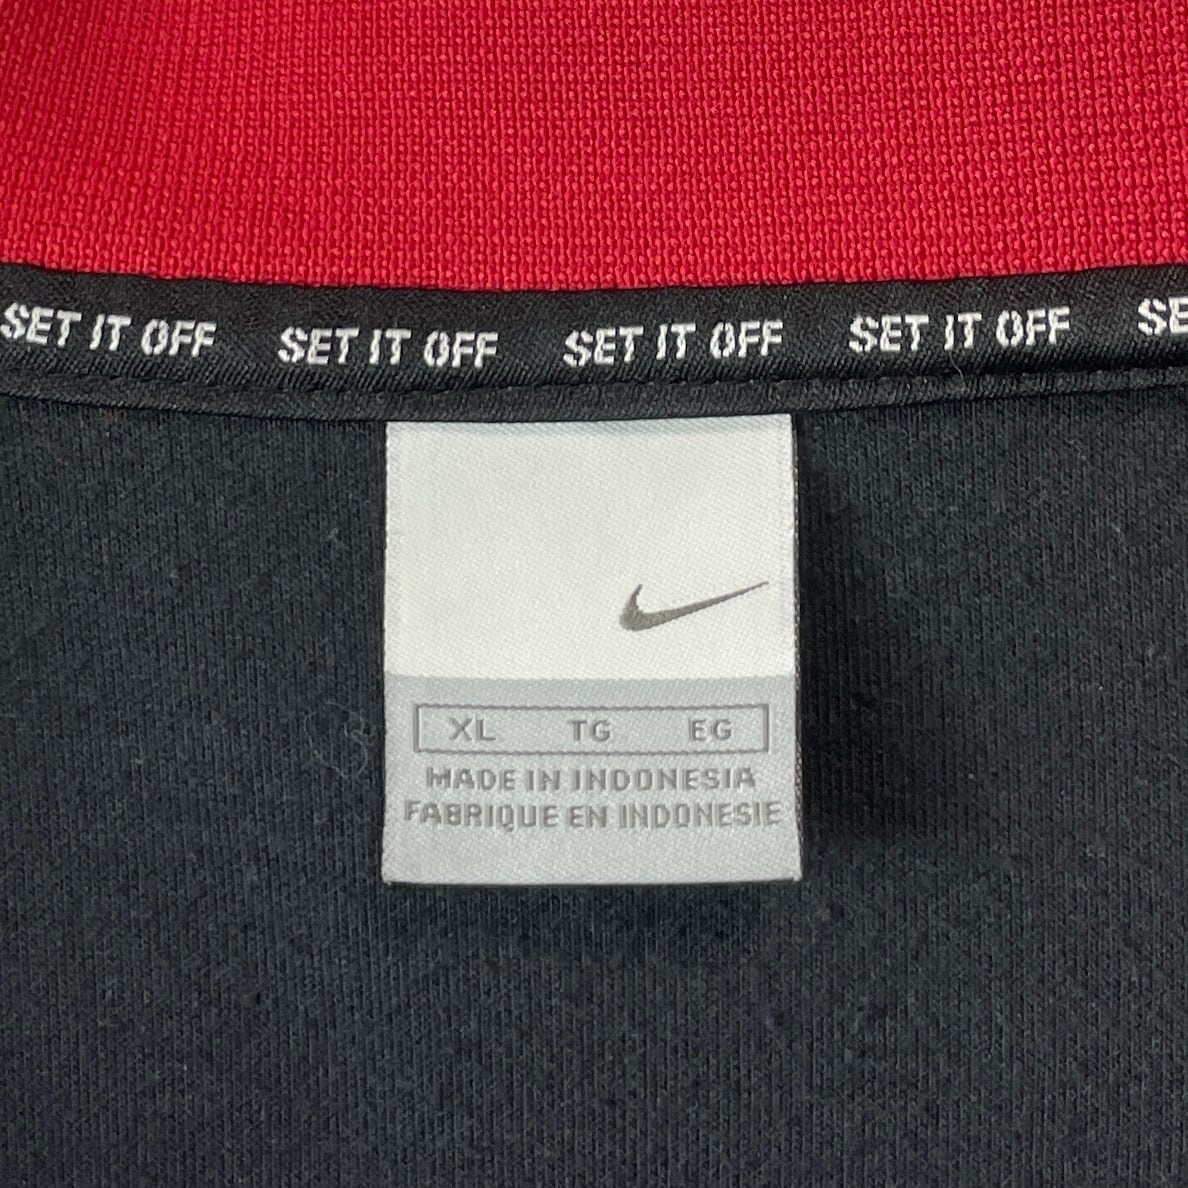 SET IT OFF SET IT OFF SET IT OFF SET IT OFF SE
XL TG EG
MADE IN INDONESIA
FABRIQUE EN INDONESIE